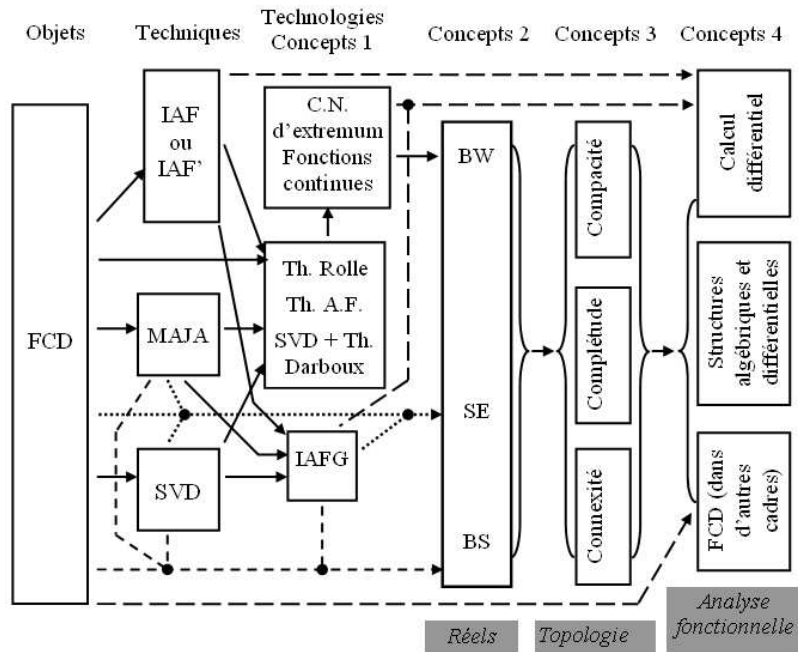 Objets
Techniques
Technologies
Concepts 1
Concepts 2
Concepts 3
Concepts 4
FCD
IAF
ou
IAF’
MAJA
SVD
C.N.
d’extremum
Fonctions
continues
Th. Rolle
Th. A.F.
SVD + Th.
Darboux
IAFG
BW
SE
BS
Compacité
Complétude
Connexité
Calcul
différentiel
Structures
algébriques et
différentielles
FCD (dans
d’autres
cadres)
Réels
Topologie
Analyse
fonctionnelle